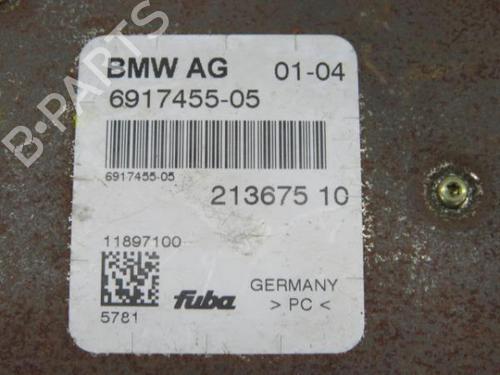 BMW AG 01-04
6917455-05
6917455-05
213675 10
11897100
5781
fuba
GERMANY
> PC <
B-PARTS